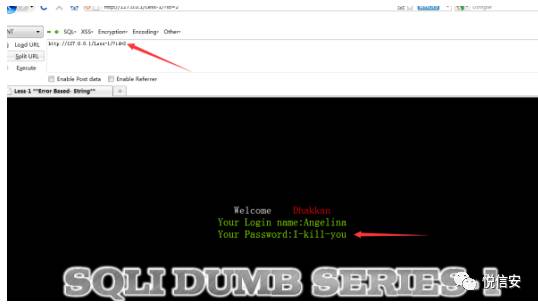 INT SQL- XSS- Encryption- Encoding- Other-
Load URL http://127.0.0.1/Less-1/?id=2
Split URL
Execute
Enable Post data Enable Referrer
Less-1 **Error Based- String**
Welcome Dhakkan
Your Login name:Angelina
Your Password:I-kill-you
SQLI DUMB SERIES-1
悦信安